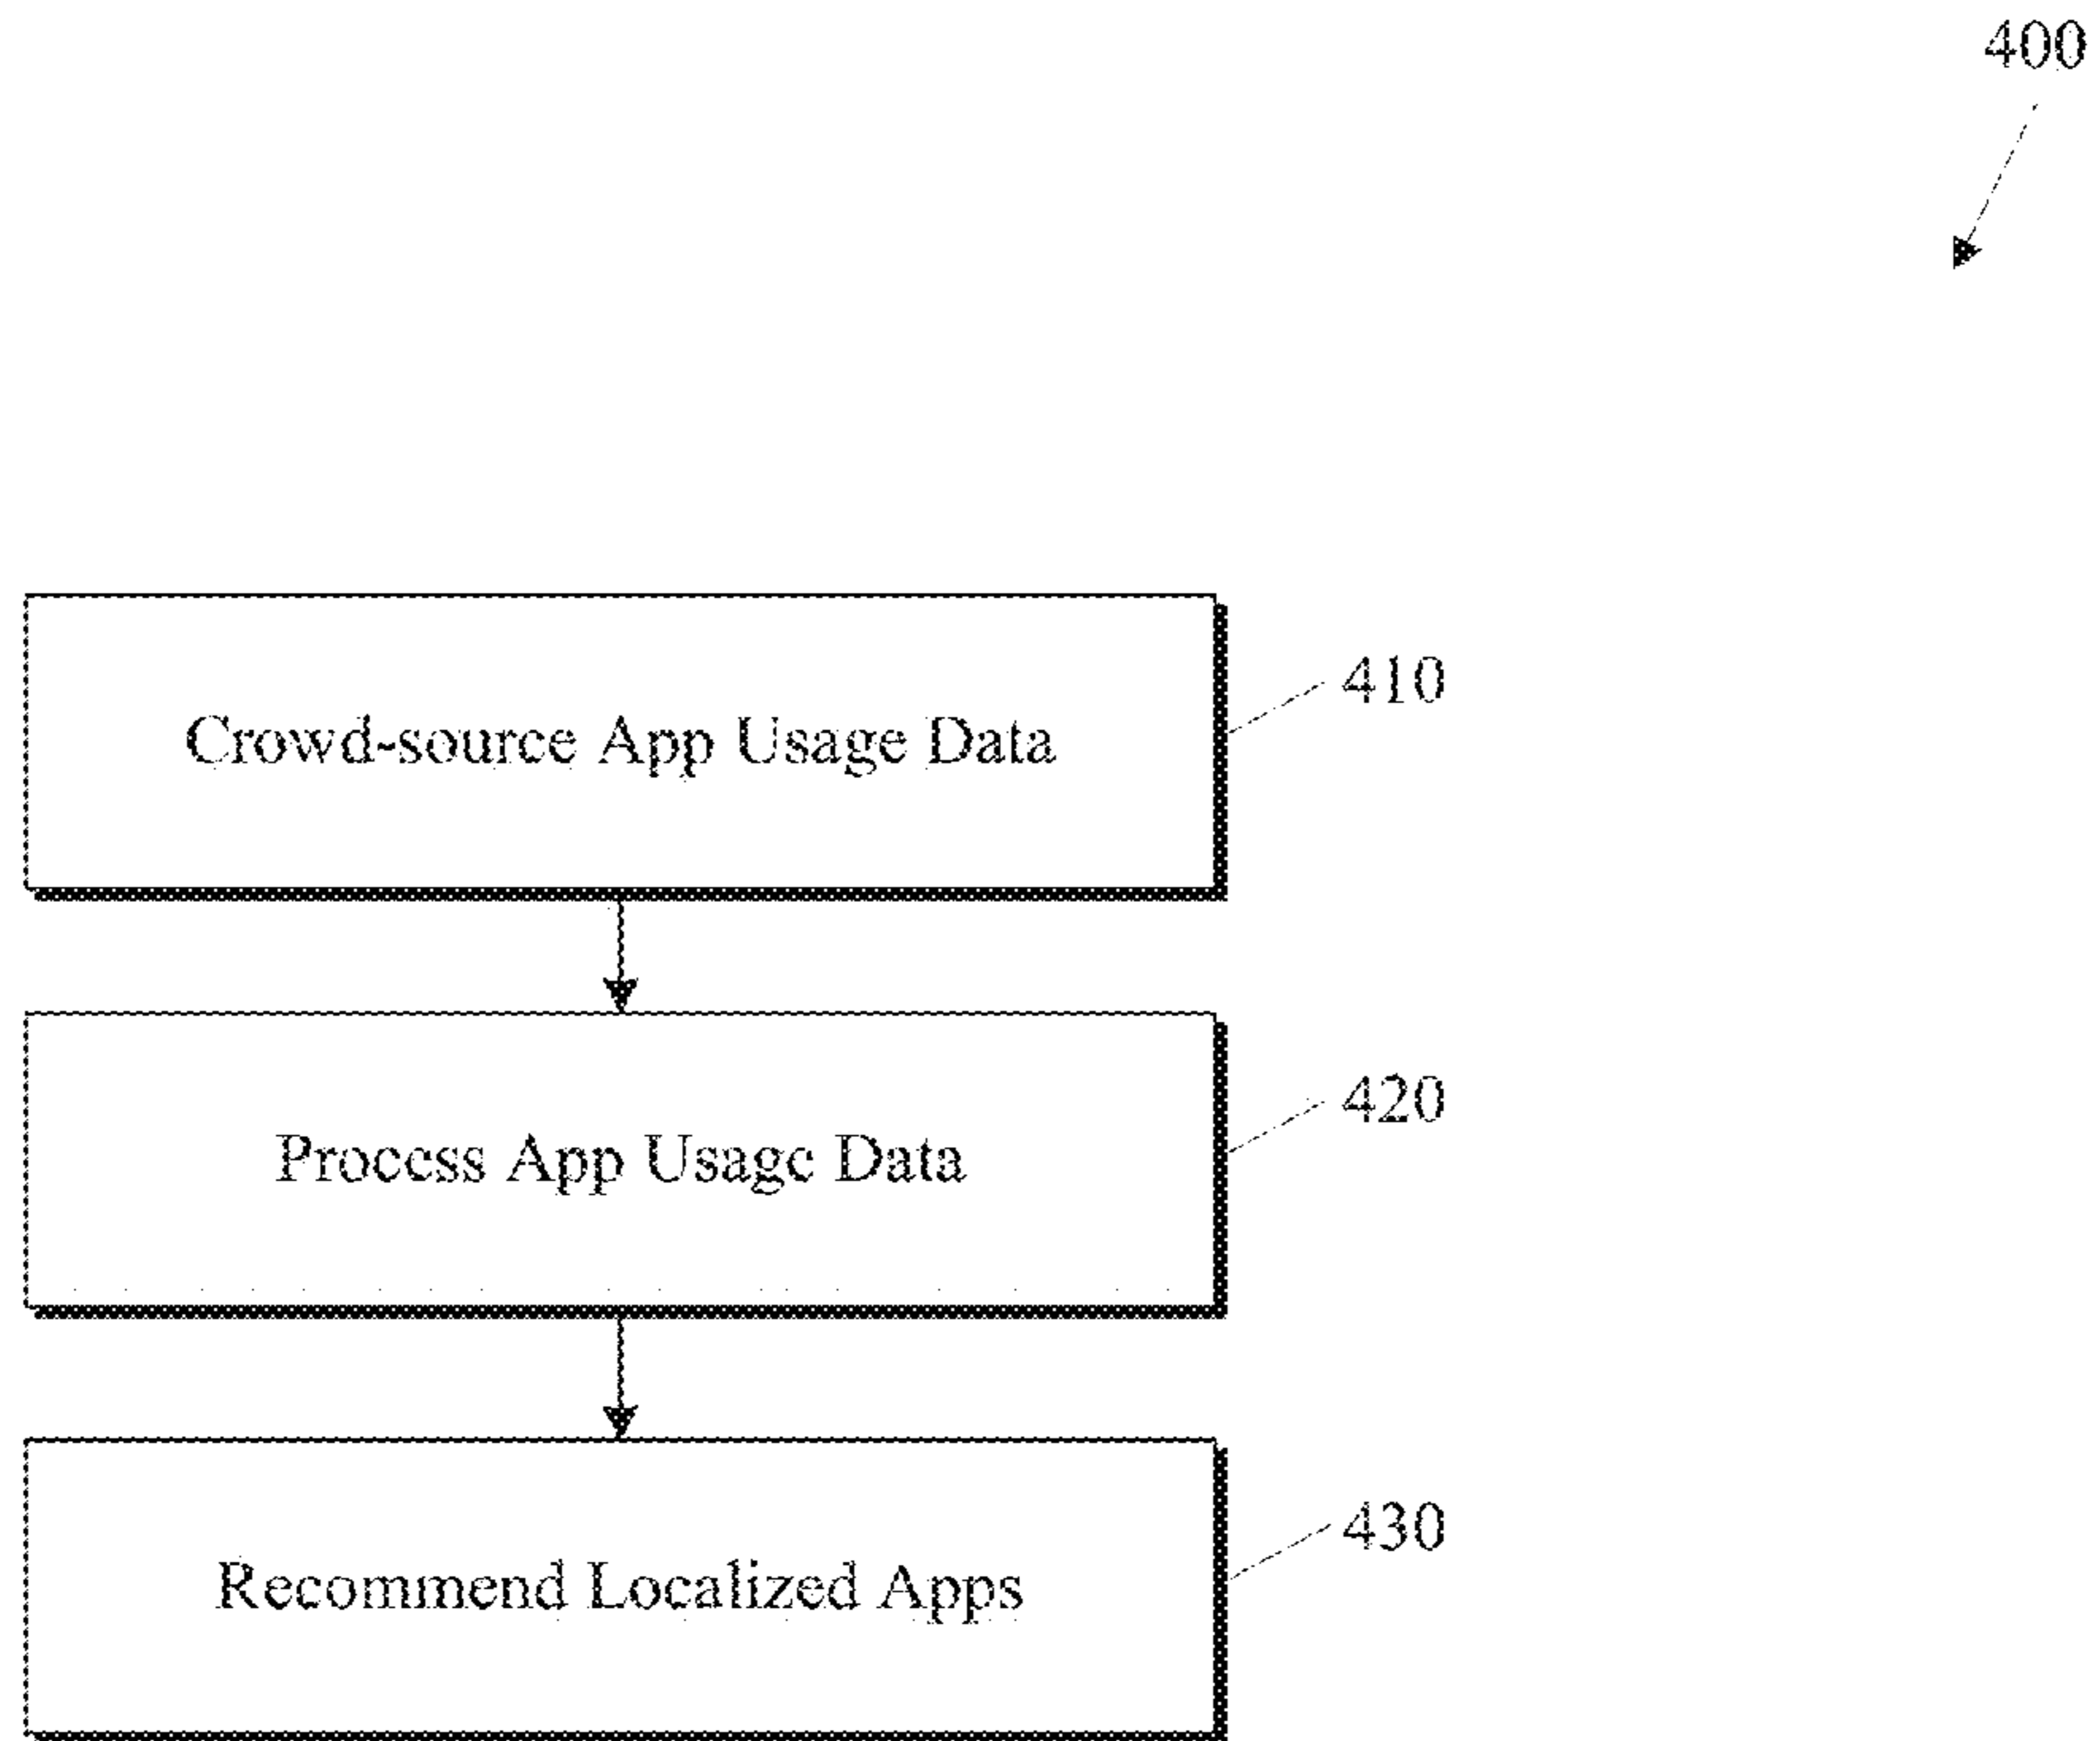 400
Crowd-source App Usage Data
410
Process App Usage Data
420
Recommend Localized Apps
430